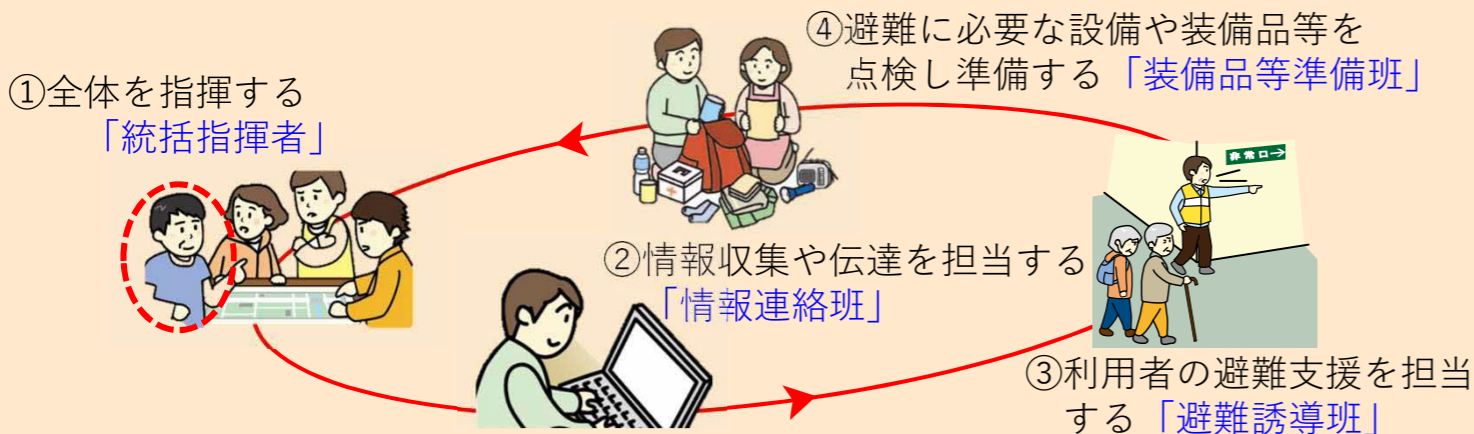 ①全体を指揮する
「統括指揮者」
②情報収集や伝達を担当する
「情報連絡班」
③利用者の避難支援を担当
する「避難誘導班」
④避難に必要な設備や装備品等を
点検し準備する「装備品等準備班」
非常口→